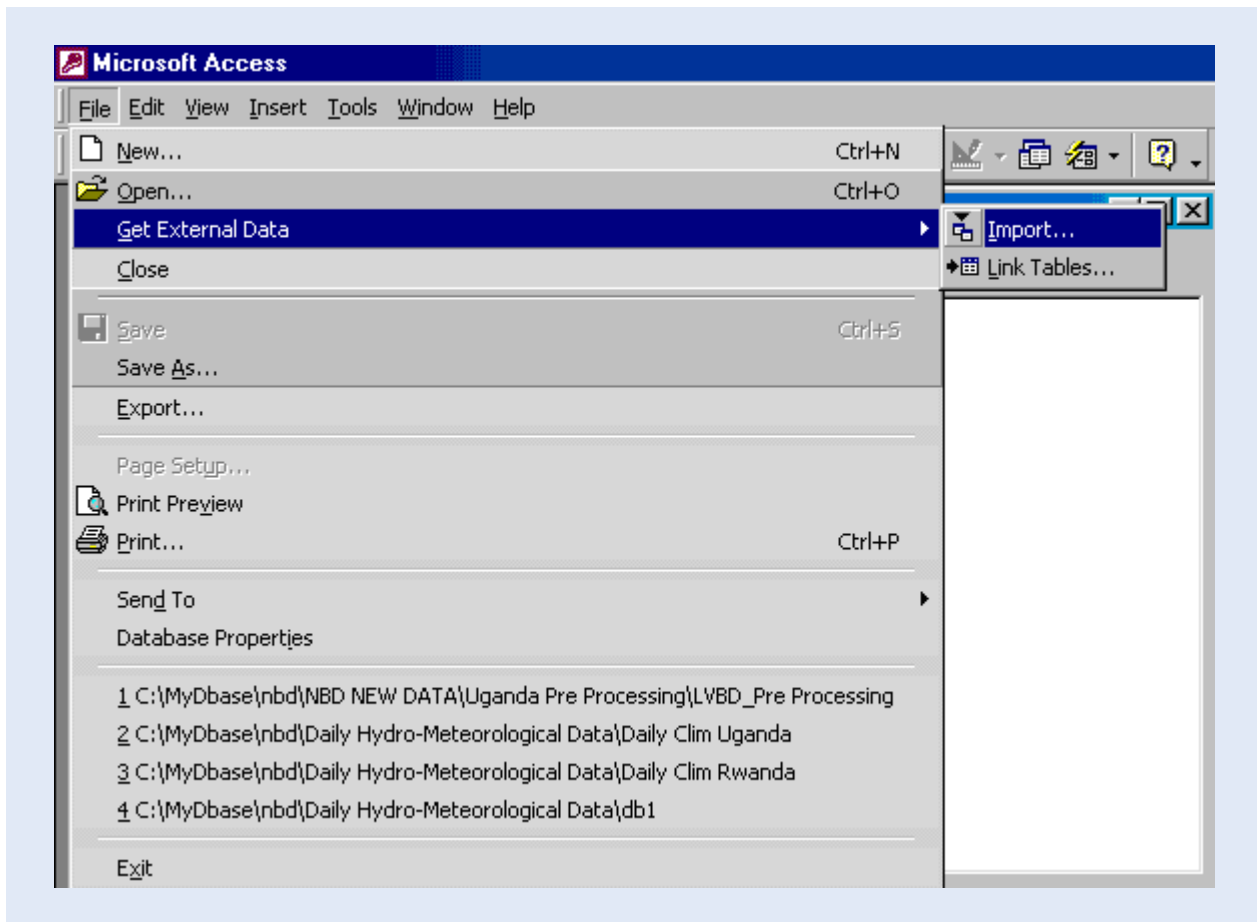 Microsoft Access
File Edit View Insert Tools Window Help
New... Ctrl+N
Open... Ctrl+O
Get External Data
Import...
Close
Link Tables...
Save Ctrl+S
Save As...
Export...
Page Setup...
Print Preview
Print... Ctrl+P
Send To
Database Properties
1 C:\MyDbase\nbd\NBD NEW DATA\Uganda Pre Processing\LVBD_Pre Processing
2 C:\MyDbase\nbd\Daily Hydro-Meteorological Data\Daily Clim Uganda
3 C:\MyDbase\nbd\Daily Hydro-Meteorological Data\Daily Clim Rwanda
4 C:\MyDbase\nbd\Daily Hydro-Meteorological Data\db1
Exit